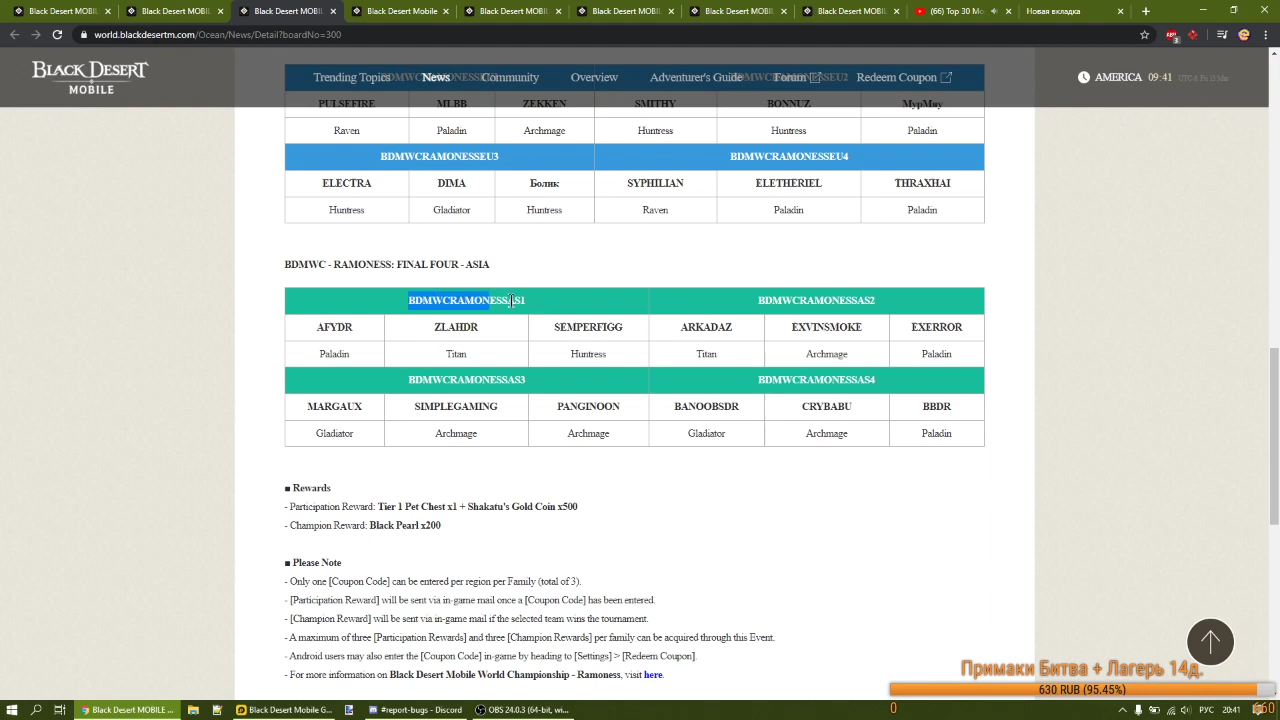 BLACK DESERT M... BLACK DESERT M... BLACK DESERT M... BLACK DESERT M... BLACK DESERT M... BLACK DESERT M... BLACK DESERT M... BLACK DESERT M... (66) Top 30 Mo Новая вкладка
world.blackdesertm.com/Ocean/News/Detail?boardNo=300
BLACK DESERT
MOBILE
Trending Topics News Community Overview Adventurer's Guide Forum Redeem Coupon
AMERICA 09:41
PULSEFIRE MLBB ZEKKEN SMITHY BONNUZ МурМяу
Raven Paladin Archmage Huntress Huntress Paladin
BDMWCRAMONESSEU3 BDMWCRAMONESSEU4
ELECTRA DIMA Болик SYPHILIAN ELETHERIEL THRAXHAI
Huntress Gladiator Huntress Raven Paladin Paladin
BDMWC - RAMONESS: FINAL FOUR - ASIA
BDMWCRAMONESSAS1 BDMWCRAMONESSAS2
AFYDR ZLAHDR SEMPERFIGG ARKADAZ EXVINSMOKE EXERROR
Paladin Titan Huntress Titan Archmage Paladin
BDMWCRAMONESSAS3 BDMWCRAMONESSAS4
MARGAUX SIMPLEGAMING PANGINOON BANOOBSDR CRYBABU BBDR
Gladiator Archmage Archmage Gladiator Archmage Paladin
■ Rewards
- Participation Reward: Tier 1 Pet Chest x1 + Shakatu's Gold Coin x500
- Champion Reward: Black Pearl x200
■ Please Note
- Only one [Coupon Code] can be entered per region per Family (total of 3).
- [Participation Reward] will be sent via in-game mail once a [Coupon Code] has been entered.
- [Champion Reward] will be sent via in-game mail if the selected team wins the tournament.
- A maximum of three [Participation Rewards] and three [Champion Rewards] per family can be acquired through this Event.
- Android users may also enter the [Coupon Code] in-game by heading to [Settings] > [Redeem Coupon].
- For more information on Black Desert Mobile World Championship - Ramoness, visit here.
Примаки Битва + Лагерь 14д.
630 RUB (95.45%)
0 660
BLACK DESERT MOBILE ... Black Desert Mobile G... #report-bugs - Discord OBS 24.0.3 (64-bit, wi... РУС 20:41